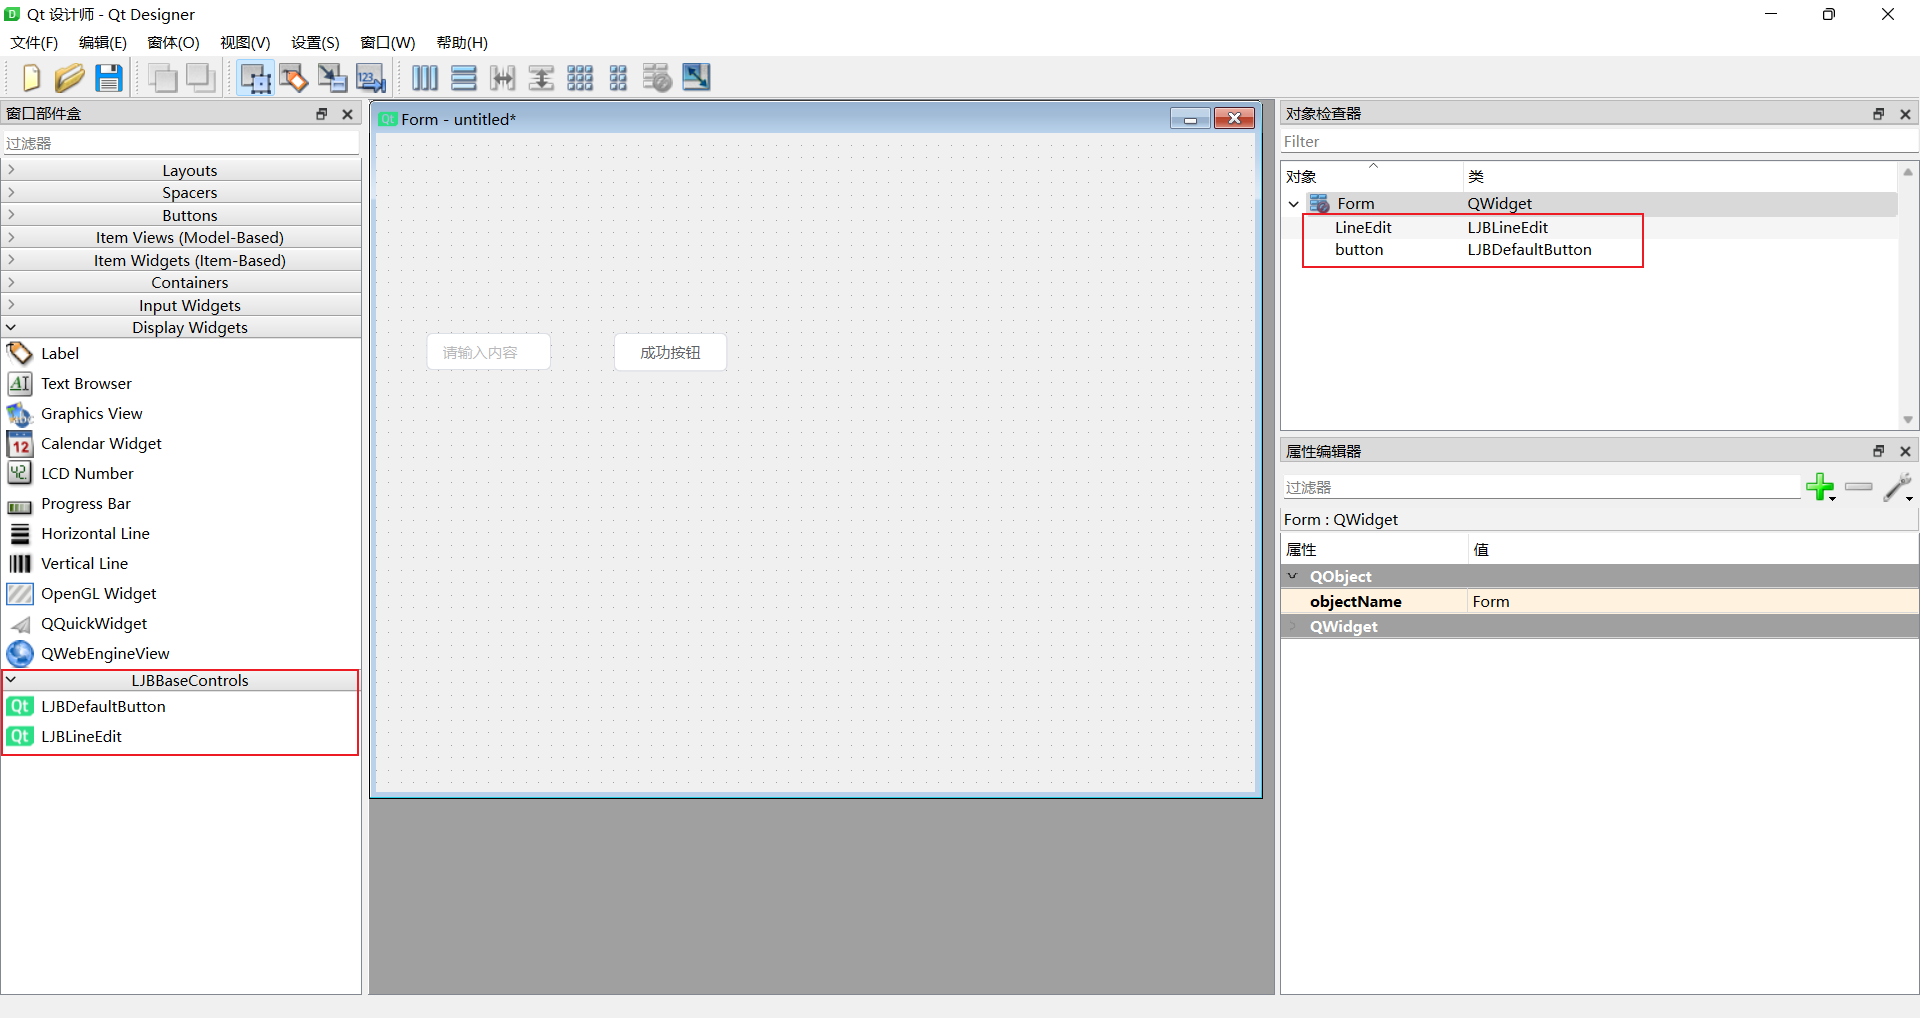 Qt 设计师 - Qt Designer
文件(F) 编辑(E) 窗体(O) 视图(V) 设置(S) 窗口(W) 帮助(H)
窗口部件盒
过滤器
Layouts
Spacers
Buttons
Item Views (Model-Based)
Item Widgets (Item-Based)
Containers
Input Widgets
Display Widgets
Label
Text Browser
Graphics View
Calendar Widget
LCD Number
Progress Bar
Horizontal Line
Vertical Line
OpenGL Widget
QQuickWidget
QWebEngineView
LJBBaseControls
Qt LJBDefaultButton
Qt LJBLineEdit
Qt Form - untitled*
请输入内容 成功按钮
对象检查器
Filter
对象 类
Form QWidget
LineEdit LJBLineEdit
button LJBDefaultButton
属性编辑器
过滤器
Form : QWidget
属性 值
QObject
objectName Form
QWidget